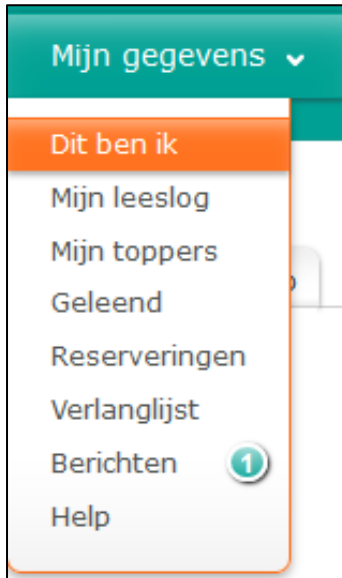 Mijn gegevens
Dit ben ik
Mijn leeslog
Mijn toppers
Geleend
Reserveringen
Verlanglijst
Berichten 1
Help